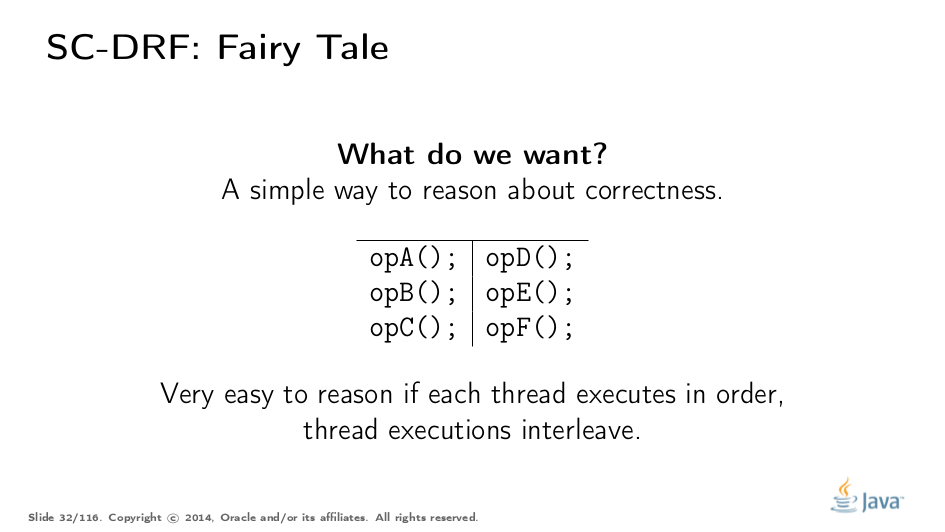 SC-DRF: Fairy Tale
What do we want?
A simple way to reason about correctness.
opA(); opD();
opB(); opE();
opC(); opF();
Very easy to reason if each thread executes in order,
thread executions interleave.
Java™
Slide 32/116. Copyright © 2014, Oracle and/or its affiliates. All rights reserved.